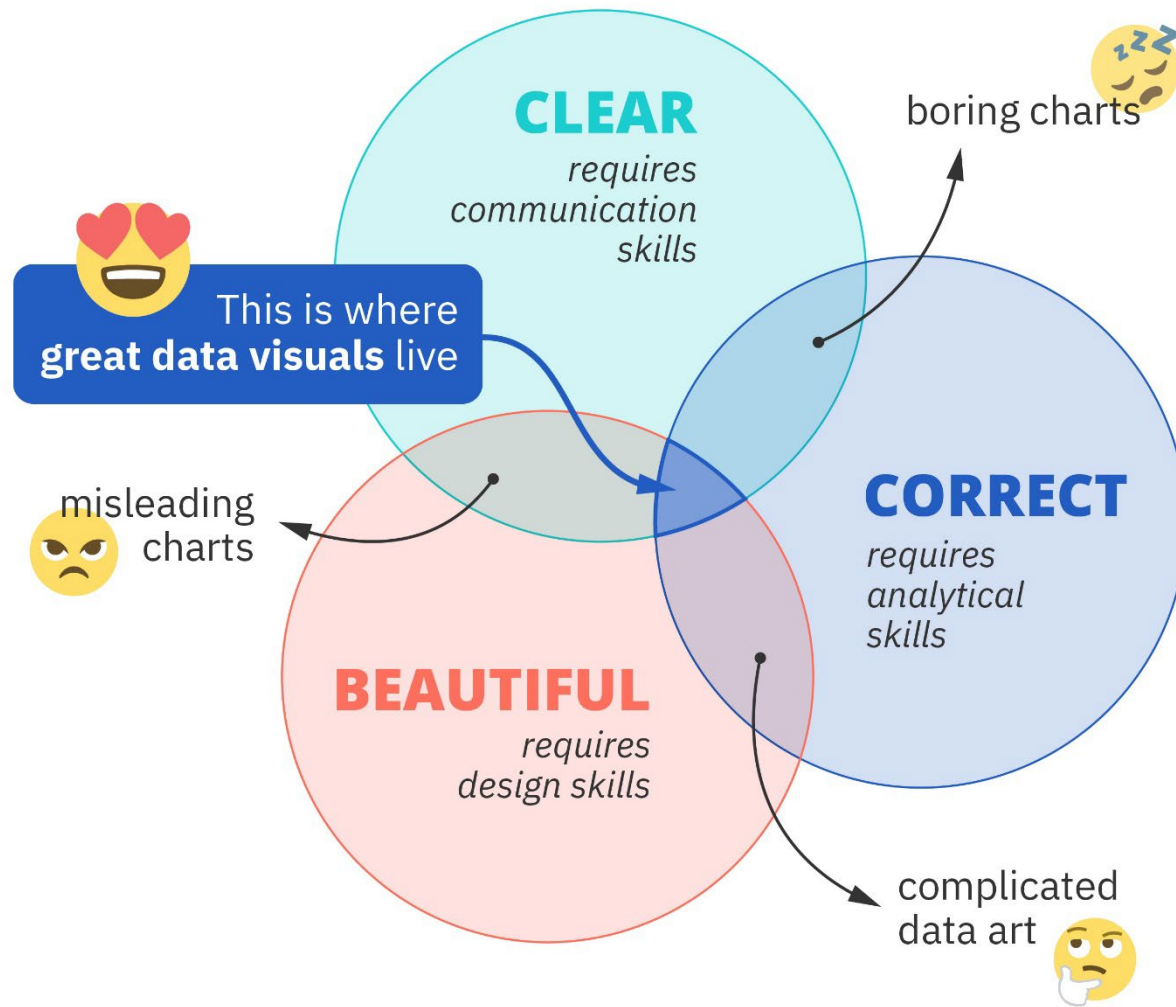 CLEAR
requires
communication
skills
boring charts
zzz
This is where
great data visuals live
misleading
charts
CORRECT
requires
analytical
skills
BEAUTIFUL
requires
design skills
complicated
data art